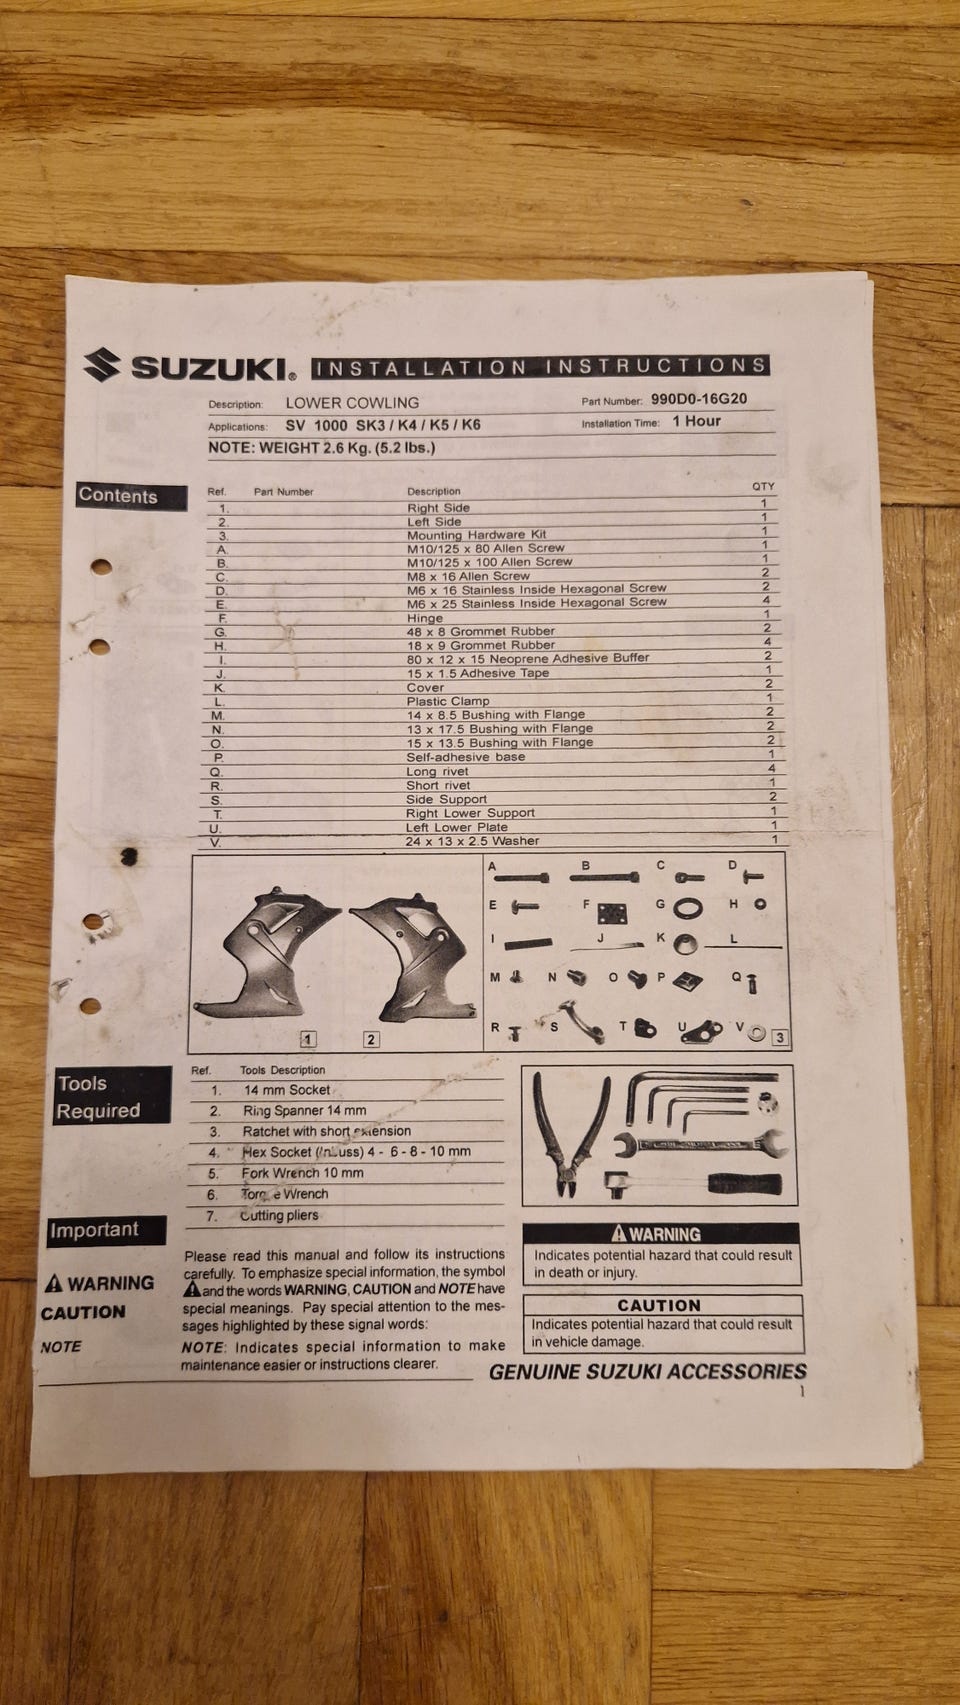 SUZUKI® INSTALLATION INSTRUCTIONS
Description: LOWER COWLING Part Number: 990D0-16G20
Applications: SV 1000 SK3 / K4 / K5 / K6 Installation Time: 1 Hour
NOTE: WEIGHT 2.6 Kg. (5.2 lbs.)
Contents
Ref. Part Number Description QTY
1. Right Side 1
2. Left Side 1
3. Mounting Hardware Kit 1
A. M10/125 x 80 Allen Screw 1
B. M10/125 x 100 Allen Screw 1
C. M8 x 16 Allen Screw 2
D. M6 x 16 Stainless Inside Hexagonal Screw 2
E. M6 x 25 Stainless Inside Hexagonal Screw 4
F. Hinge 1
G. 48 x 8 Grommet Rubber 2
H. 18 x 9 Grommet Rubber 4
I. 80 x 12 x 15 Neoprene Adhesive Buffer 2
J. 15 x 1.5 Adhesive Tape 1
K. Cover 2
L. Plastic Clamp 1
M. 14 x 8.5 Bushing with Flange 2
N. 13 x 17.5 Bushing with Flange 2
O. 15 x 13.5 Bushing with Flange 2
P. Self-adhesive base 1
Q. Long rivet 4
R. Short rivet 1
S. Side Support 2
T. Right Lower Support 1
U. Left Lower Plate 1
V. 24 x 13 x 2.5 Washer 1
A B C D
E F G H
I J K L
M N O P Q
R S T U V
1 2 3
Tools
Required
Ref. Tools Description
1. 14 mm Socket
2. Ring Spanner 14 mm
3. Ratchet with short extension
4. Hex Socket 4 - 6 - 8 - 10 mm
5. Fork Wrench 10 mm
6. Torque Wrench
7. Cutting pliers
Important
⚠ WARNING
CAUTION
NOTE
Please read this manual and follow its instructions
carefully. To emphasize special information, the symbol
⚠ and the words WARNING, CAUTION and NOTE have
special meanings. Pay special attention to the mes-
sages highlighted by these signal words:
NOTE: Indicates special information to make
maintenance easier or instructions clearer.
⚠ WARNING
Indicates potential hazard that could result
in death or injury.
CAUTION
Indicates potential hazard that could result
in vehicle damage.
GENUINE SUZUKI ACCESSORIES
1